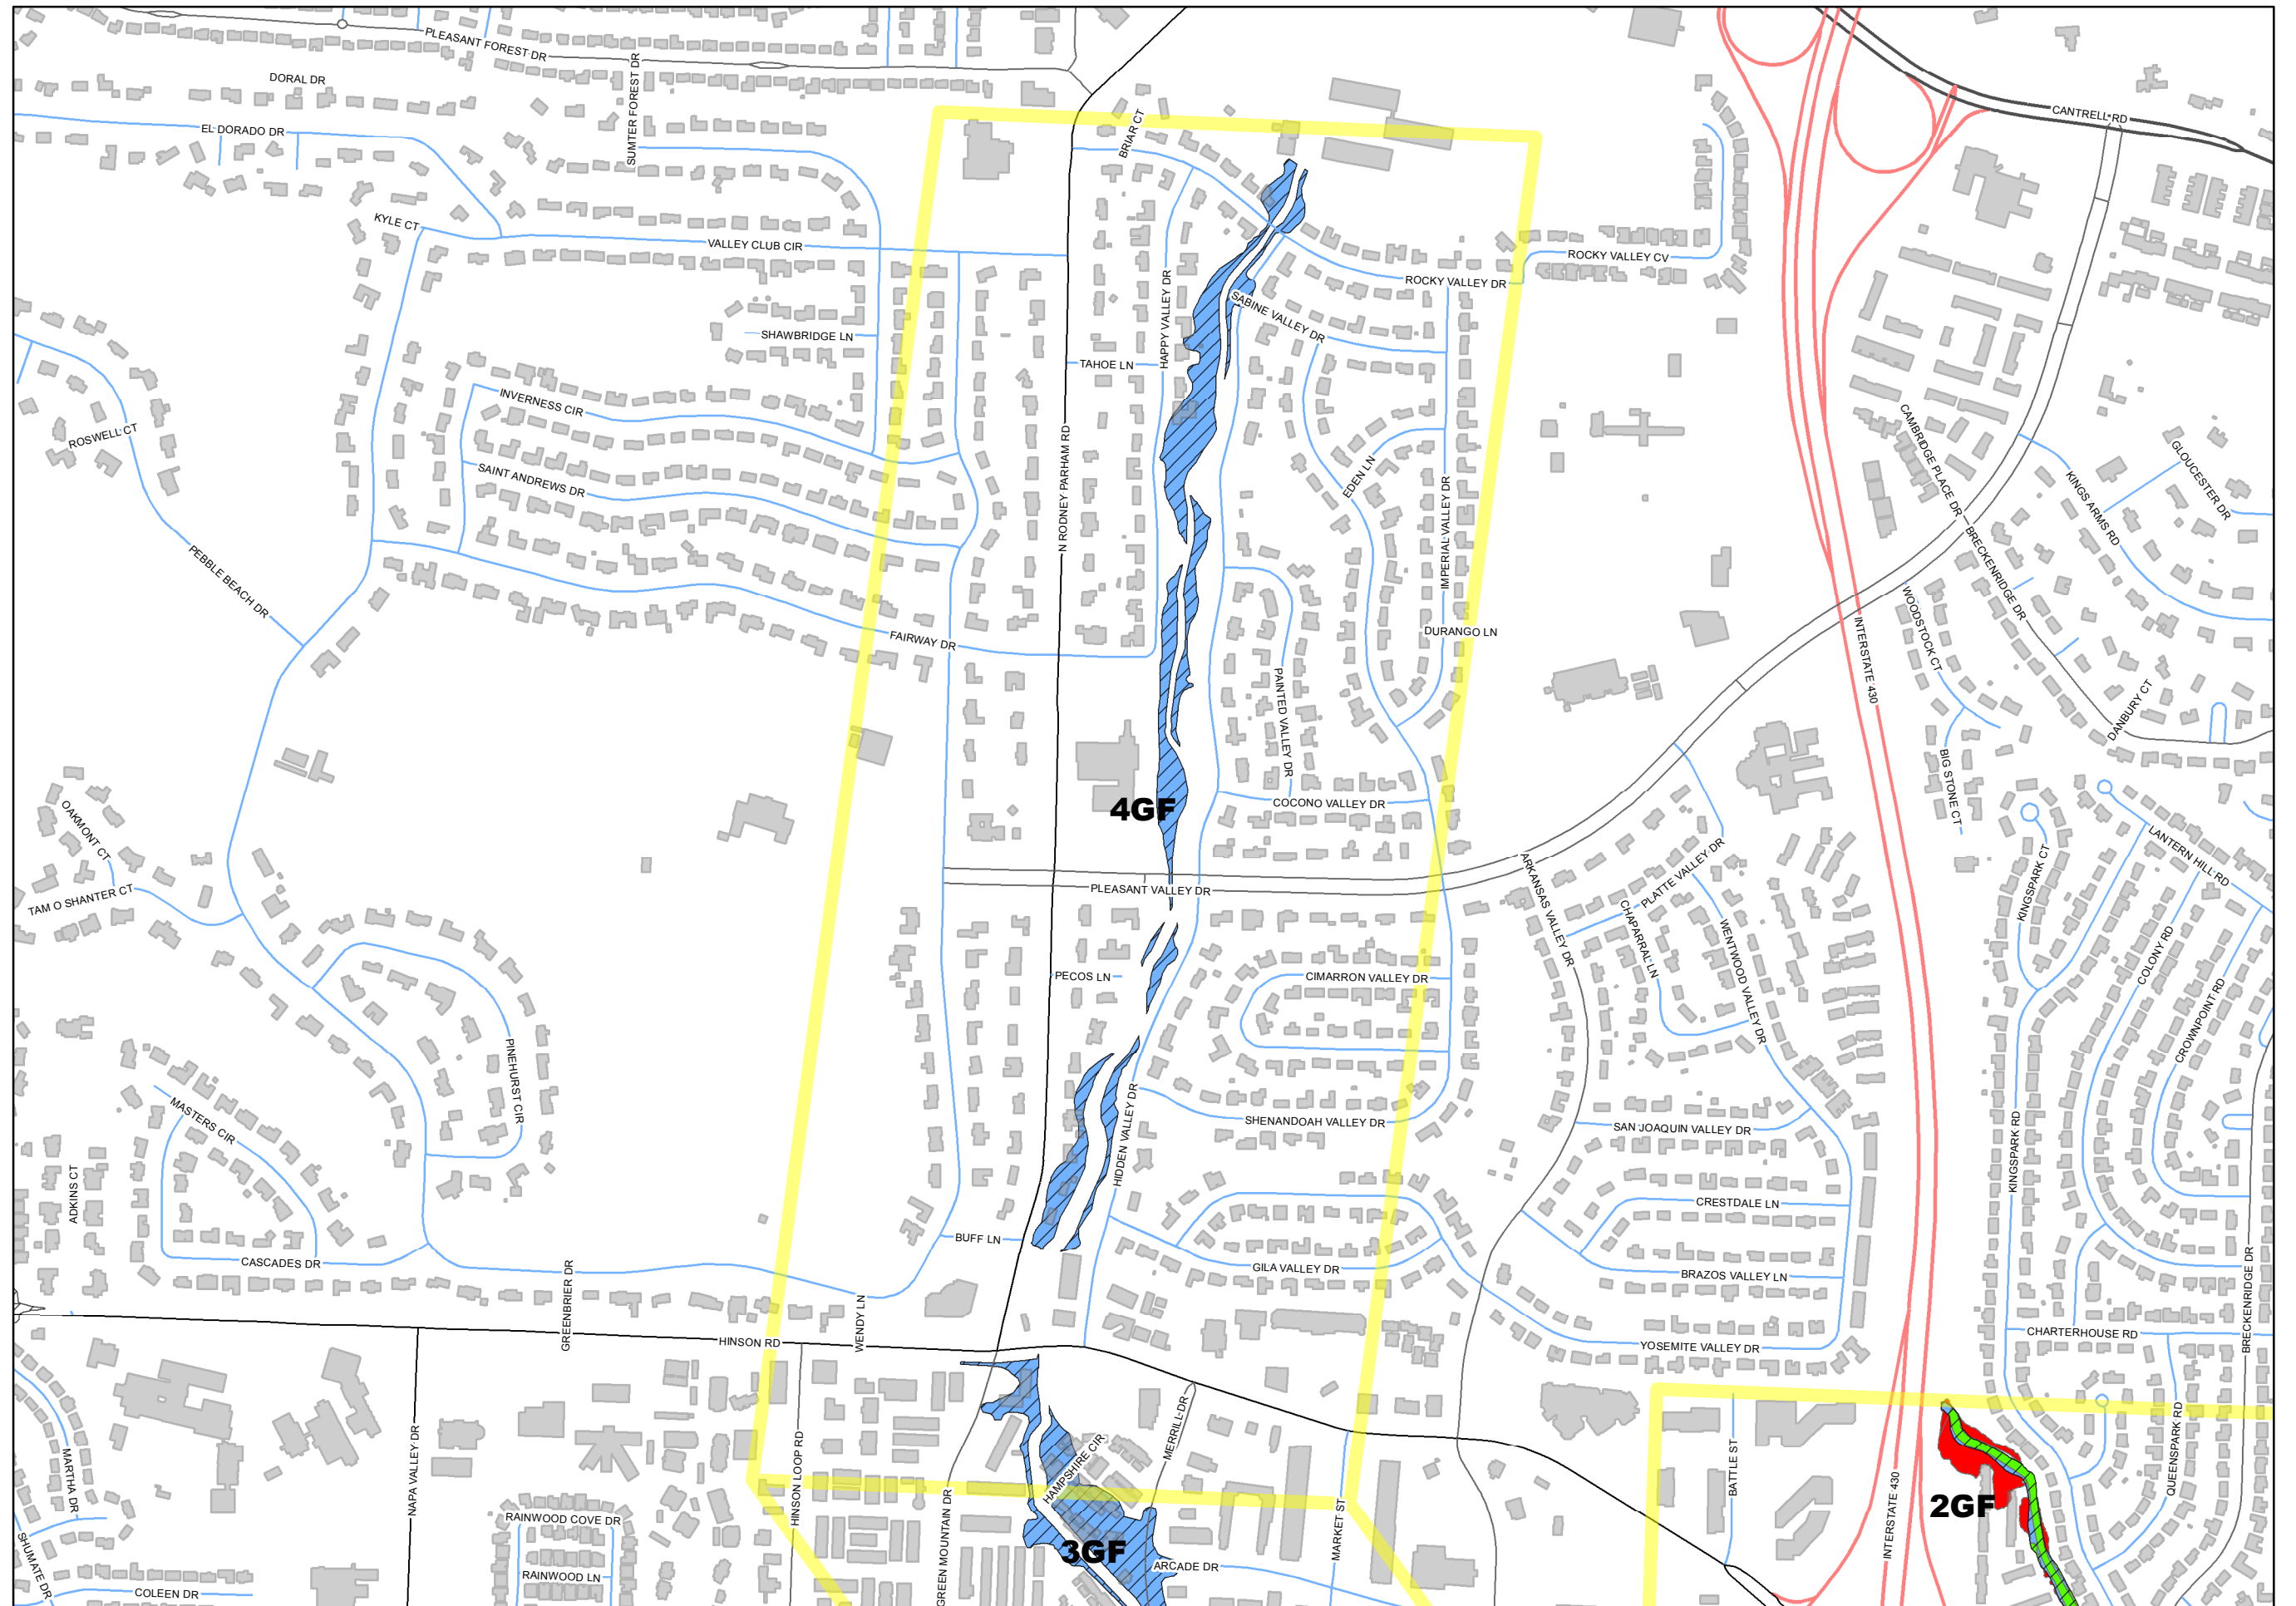 PLEASANT FOREST DR
DORAL DR
SUMTER FOREST DR
EL DORADO DR
BRIAR CT
CANTRELL RD
KYLE CT
VALLEY CLUB CIR
ROCKY VALLEY DR
ROCKY VALLEY CV
HAPPY VALLEY DR
SABINE VALLEY DR
SHAWBRIDGE LN
TAHOE LN
INVERNESS CIR
ROSWELL CT
SAINT ANDREWS DR
N RODNEY PARHAM RD
EDEN LN
IMPERIAL VALLEY DR
CAMBRIDGE PLACE DR
KINGS ARMS RD
GLOUCESTER DR
PEBBLE BEACH DR
BRECKENRIDGE DR
FAIRWAY DR
DURANGO LN
WOODSTOCK CT
INTERSTATE 430
PAINTED VALLEY DR
DANBURY CT
BIG STONE CT
4GF
COCONO VALLEY DR
OAKMONT CT
TAM O SHANTER CT
PLEASANT VALLEY DR
ARKANSAS VALLEY DR
PLATTE VALLEY DR
LANTERN HILL RD
KINGSPARK CT
CHAPARRAL LN
WENTWOOD VALLEY DR
COLONY RD
CROWNPOINT RD
PECOS LN
CIMARRON VALLEY DR
PINEHURST CIR
MASTERS CIR
HIDDEN VALLEY DR
SHENANDOAH VALLEY DR
SAN JOAQUIN VALLEY DR
KINGSPARK RD
ADKINS CT
CRESTDALE LN
BUFF LN
CASCADES DR
GILA VALLEY DR
BRAZOS VALLEY LN
GREENBRIER DR
WENDY LN
HINSON RD
YOSEMITE VALLEY DR
CHARTERHOUSE RD
BRECKENRIDGE DR
MARTHA DR
NAPA VALLEY DR
HINSON LOOP RD
GREEN MOUNTAIN DR
HAMPSHIRE CIR
MERRILL DR
BATTLE ST
QUEENSPARK RD
INTERSTATE 430
2GF
RAINWOOD COVE DR
MARKET ST
3GF
SHUMATE DR
ARCADE DR
RAINWOOD LN
COLEEN DR